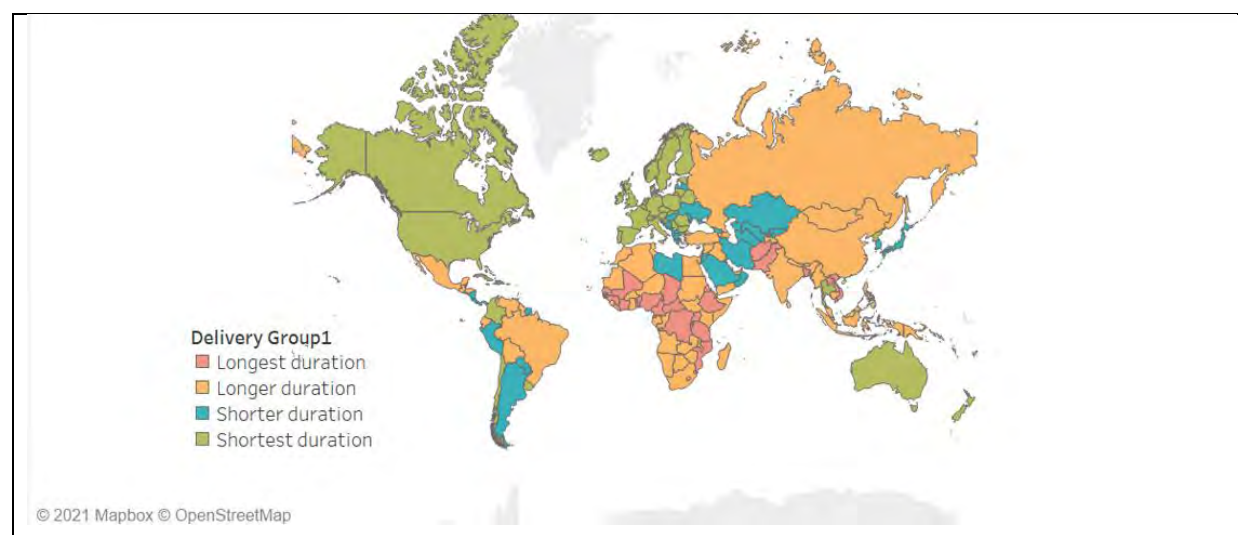 Delivery Group1
Longest duration
Longer duration
Shorter duration
Shortest duration
© 2021 Mapbox © OpenStreetMap